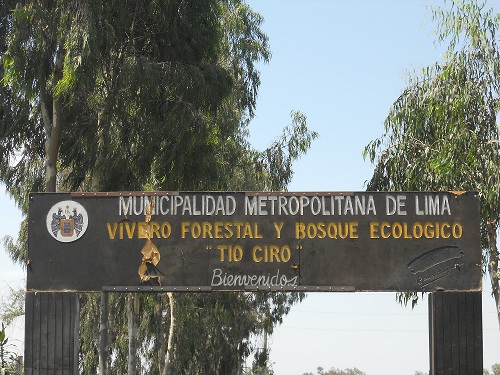 MUNICIPALIDAD METROPOLITANA DE LIMA
VIVERO FORESTAL Y BOSQUE ECOLOGICO
"TIO CIRO"
Bienvenidos